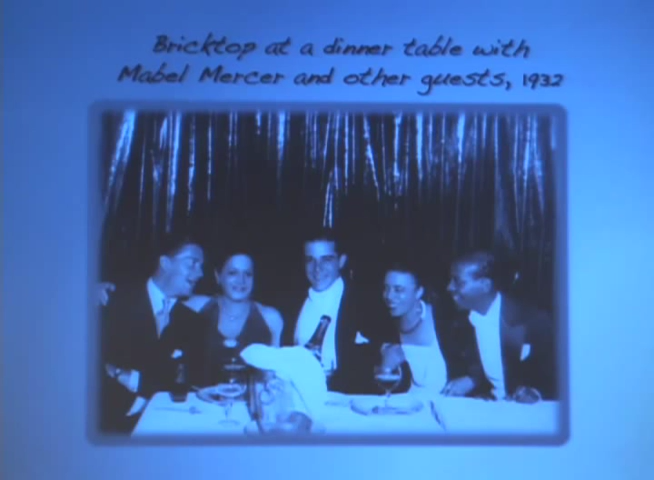 Bricktop at a dinner table with
Mabel Mercer and other guests, 1932